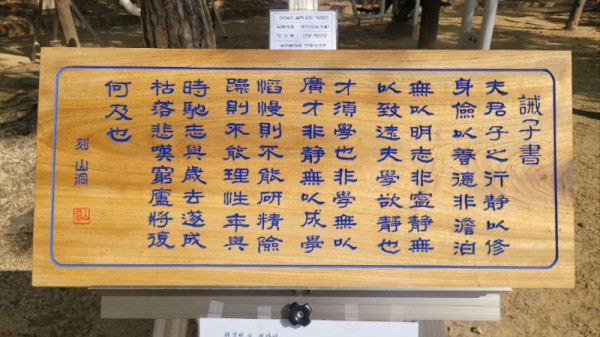 誡子書
夫君子之行静以修
身儉以養德非澹泊
無以明志非寧静無
以致遠夫學欲静也
才須學也非學無以
廣才非静無以成學
慆慢則不能研精險
躁則不能理性年與
時馳志與歲去遂成
枯落悲嘆窮廬將復
何及也
刻 山洞